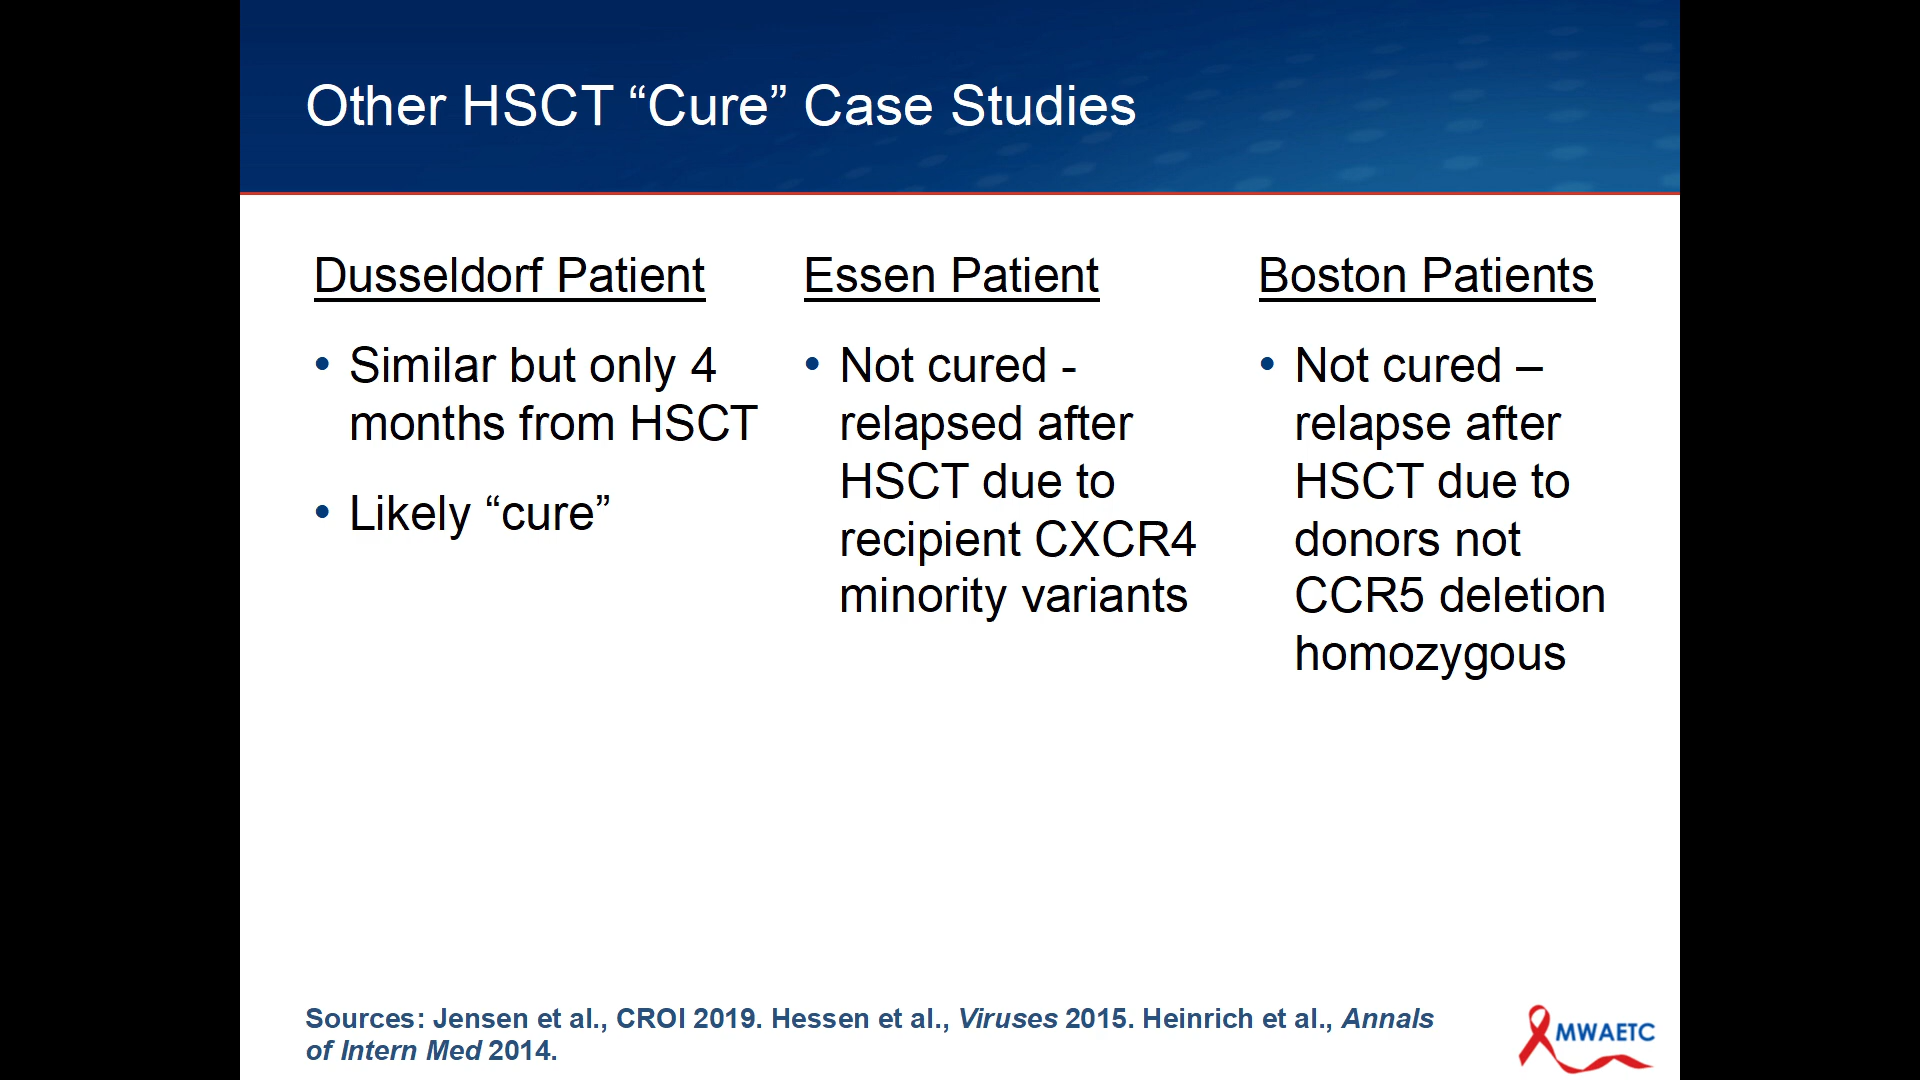 Other HSCT “Cure” Case Studies
Dusseldorf Patient
• Similar but only 4
months from HSCT
• Likely “cure”
Essen Patient
• Not cured -
relapsed after
HSCT due to
recipient CXCR4
minority variants
Boston Patients
• Not cured –
relapse after
HSCT due to
donors not
CCR5 deletion
homozygous
Sources: Jensen et al., CROI 2019. Hessen et al., Viruses 2015. Heinrich et al., Annals
of Intern Med 2014.
MWAETC